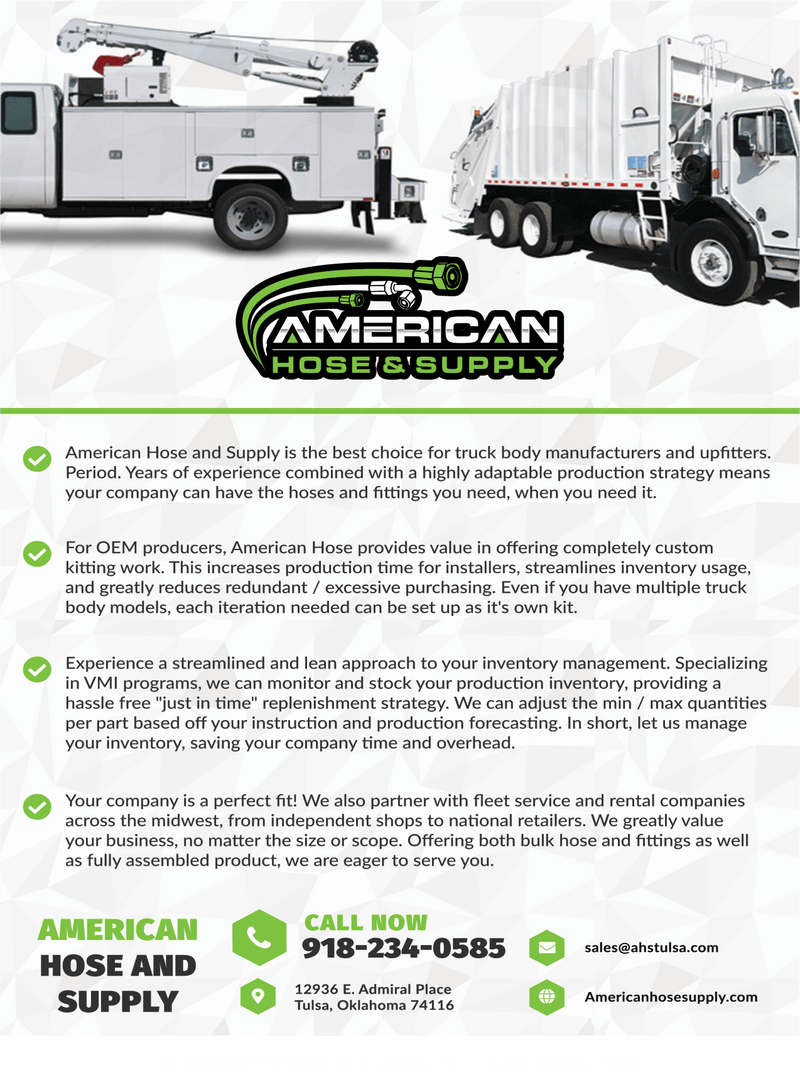 AMERICAN
HOSE & SUPPLY
American Hose and Supply is the best choice for truck body manufacturers and upfitters.
Period. Years of experience combined with a highly adaptable production strategy means
your company can have the hoses and fittings you need, when you need it.
For OEM producers, American Hose provides value in offering completely custom
kitting work. This increases production time for installers, streamlines inventory usage,
and greatly reduces redundant / excessive purchasing. Even if you have multiple truck
body models, each iteration needed can be set up as it's own kit.
Experience a streamlined and lean approach to your inventory management. Specializing
in VMI programs, we can monitor and stock your production inventory, providing a
hassle free "just in time" replenishment strategy. We can adjust the min / max quantities
per part based off your instruction and production forecasting. In short, let us manage
your inventory, saving your company time and overhead.
Your company is a perfect fit! We also partner with fleet service and rental companies
across the midwest, from independent shops to national retailers. We greatly value
your business, no matter the size or scope. Offering both bulk hose and fittings as well
as fully assembled product, we are eager to serve you.
AMERICAN
HOSE AND
SUPPLY
CALL NOW
918-234-0585
12936 E. Admiral Place
Tulsa, Oklahoma 74116
sales@ahstulsa.com
Americanhosesupply.com